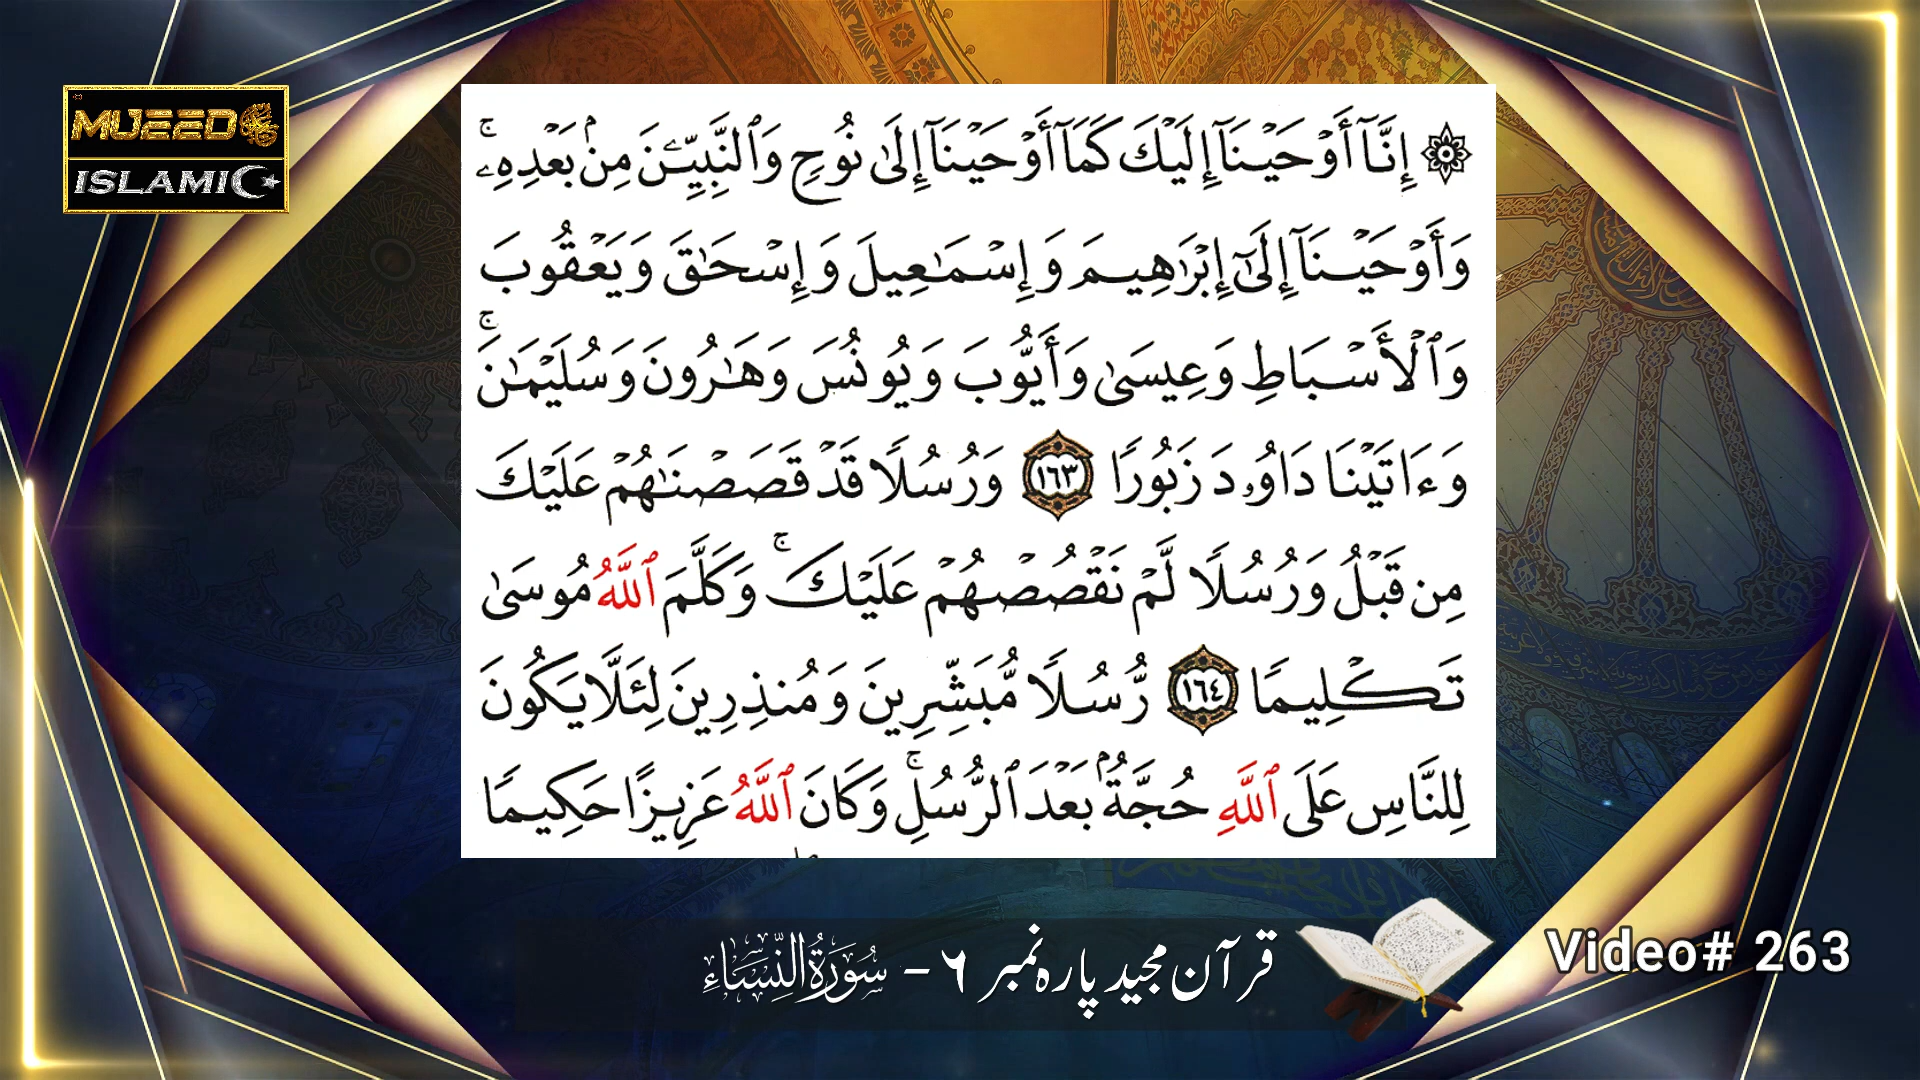 MUEED
ISLAMIC
۞ إِنَّآ أَوْحَيْنَآ إِلَيْكَ كَمَآ أَوْحَيْنَآ إِلَىٰ نُوحٍ وَٱلنَّبِيِّـۧنَ مِنۢ بَعْدِهِۦ ۚ
وَأَوْحَيْنَآ إِلَىٰٓ إِبْرَٰهِيمَ وَإِسْمَـٰعِيلَ وَإِسْحَـٰقَ وَيَعْقُوبَ
وَٱلْأَسْبَاطِ وَعِيسَىٰ وَأَيُّوبَ وَيُونُسَ وَهَـٰرُونَ وَسُلَيْمَـٰنَ ۚ
وَءَاتَيْنَا دَاوُۥدَ زَبُورًا ١٦٣ وَرُسُلًا قَدْ قَصَصْنَـٰهُمْ عَلَيْكَ
مِن قَبْلُ وَرُسُلًا لَّمْ نَقْصُصْهُمْ عَلَيْكَ ۚ وَكَلَّمَ ٱللَّهُ مُوسَىٰ
تَكْلِيمًا ١٦٤ رُّسُلًا مُّبَشِّرِينَ وَمُنذِرِينَ لِئَلَّا يَكُونَ
لِلنَّاسِ عَلَى ٱللَّهِ حُجَّةٌۢ بَعْدَ ٱلرُّسُلِ ۚ وَكَانَ ٱللَّهُ عَزِيزًا حَكِيمًا
قرآن مجید پارہ نمبر ۶ - سُورَةُ النِّسَاءِ
Video# 263